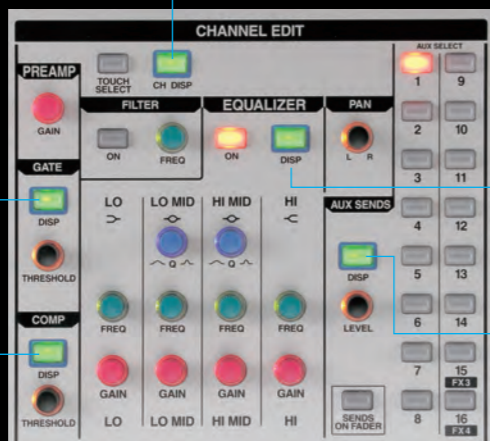 CHANNEL EDIT
PREAMP
GAIN
TOUCH
SELECT
CH DISP
FILTER
ON
FREQ
EQUALIZER
ON
DISP
PAN
L R
AUX SELECT
1 9
2 10
3 11
4 12
5 13
6 14
7 15
FX3
8 16
FX4
GATE
DISP
THRESHOLD
COMP
DISP
THRESHOLD
LO LO MID HI MID HI
Q Q
FREQ FREQ FREQ FREQ
GAIN GAIN GAIN GAIN
LO LO MID HI MID HI
AUX SENDS
DISP
LEVEL
SENDS
ON FADER